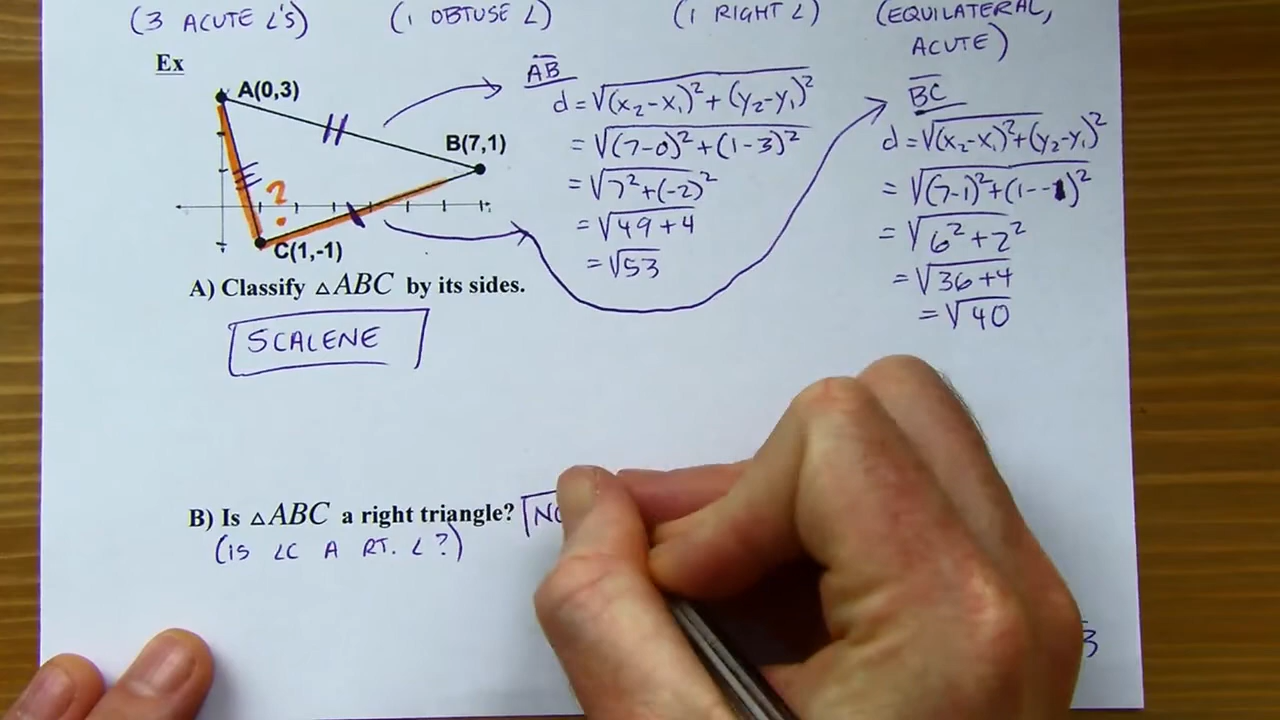 (3 ACUTE ∠'S)
(1 OBTUSE ∠)
(1 RIGHT ∠)
(EQUILATERAL,
ACUTE)
Ex
A(0,3)
B(7,1)
?
C(1,-1)
A) Classify △ABC by its sides.
SCALENE
AB
d = √(x₂-x₁)² + (y₂-y₁)²
= √(7-0)² + (1-3)²
= √7² + (-2)²
= √49 + 4
= √53
BC
d = √(x₂-x₁)² + (y₂-y₁)²
= √(7-1)² + (1--1)²
= √6² + 2²
= √36 + 4
= √40
B) Is △ABC a right triangle? NO
(IS ∠C A RT. ∠?)
3